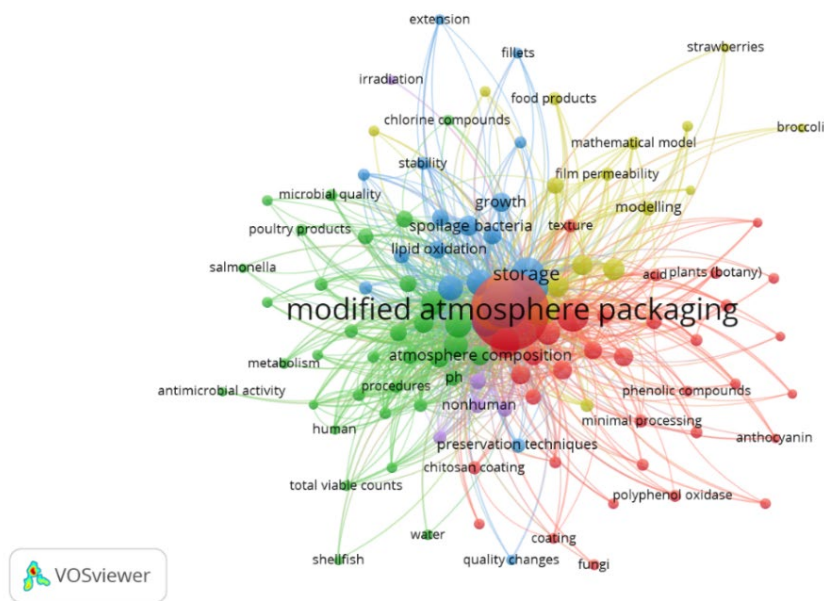 extension
fillets
strawberries
irradiation
food products
chlorine compounds
broccoli
mathematical model
stability
film permeability
microbial quality
growth
modelling
poultry products
spoilage bacteria
texture
lipid oxidation
salmonella
storage
acid
plants (botany)
modified atmosphere packaging
atmosphere composition
metabolism
ph
antimicrobial activity
procedures
phenolic compounds
nonhuman
human
minimal processing
preservation techniques
anthocyanin
chitosan coating
total viable counts
polyphenol oxidase
water
coating
shellfish
quality changes
fungi
VOSviewer